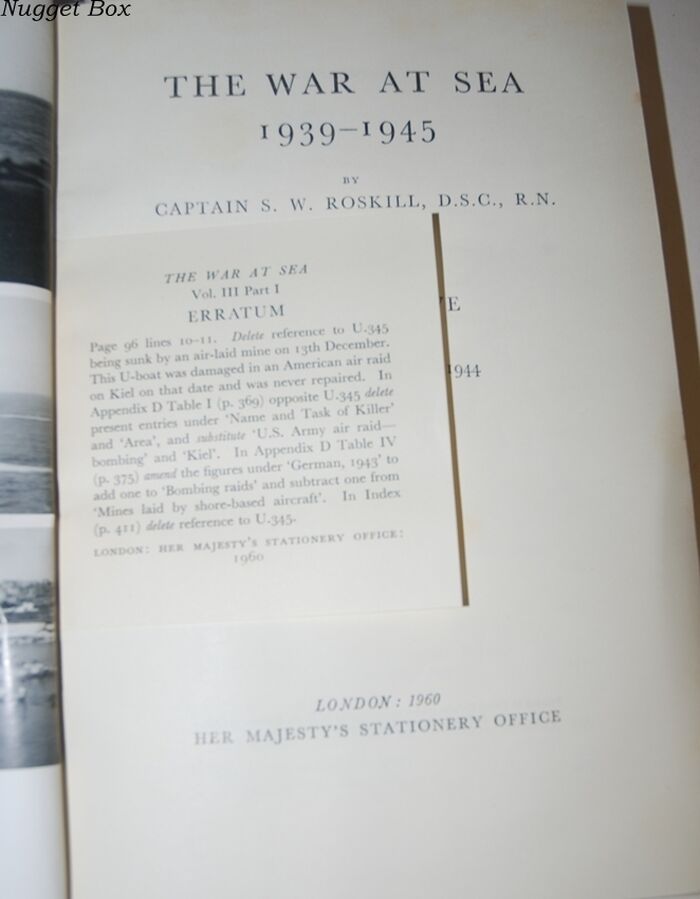 Nugget Box
THE WAR AT SEA
1939–1945
BY
CAPTAIN S. W. ROSKILL, D.S.C., R.N.
E
1944
THE WAR AT SEA
Vol. III Part I
ERRATUM
Page 96 lines 10–11. Delete reference to U.345
being sunk by an air-laid mine on 13th December.
This U-boat was damaged in an American air raid
on Kiel on that date and was never repaired. In
Appendix D Table I (p. 369) opposite U.345 delete
present entries under ‘Name and Task of Killer’
and ‘Area’, and substitute ‘U.S. Army air raid—
bombing’ and ‘Kiel’. In Appendix D Table IV
(p. 375) amend the figures under ‘German, 1943’ to
add one to ‘Bombing raids’ and subtract one from
‘Mines laid by shore-based aircraft’. In Index
(p. 411) delete reference to U.345.
LONDON: HER MAJESTY'S STATIONERY OFFICE:
1960
LONDON: 1960
HER MAJESTY'S STATIONERY OFFICE